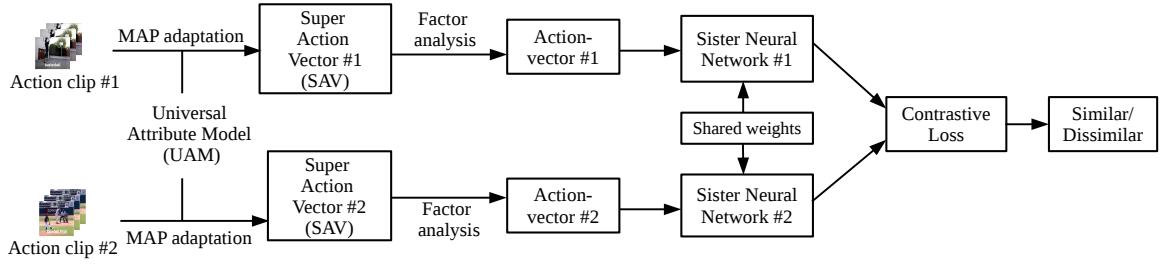 Action clip #1
MAP adaptation
Super
Action
Vector #1
(SAV)
Factor
analysis
Action-
vector #1
Sister Neural
Network #1
Universal
Attribute Model
(UAM)
Shared weights
Contrastive
Loss
Similar/
Dissimilar
Action clip #2
MAP adaptation
Super
Action
Vector #2
(SAV)
Factor
analysis
Action-
vector #2
Sister Neural
Network #2